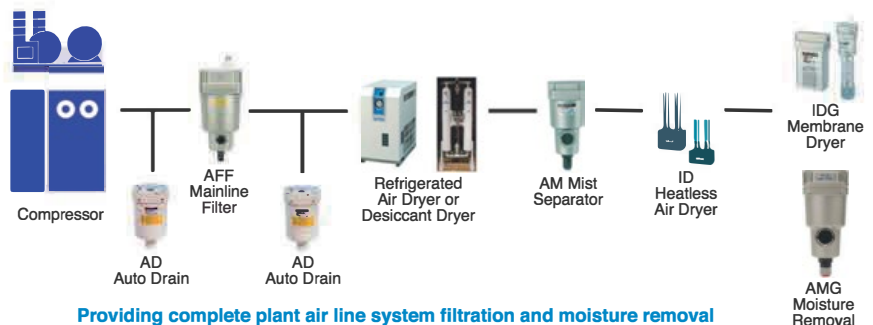 Compressor
AD
Auto Drain
AFF
Mainline
Filter
AD
Auto Drain
Refrigerated
Air Dryer or
Desiccant Dryer
AM Mist
Separator
ID
Heatless
Air Dryer
IDG
Membrane
Dryer
AMG
Moisture
Removal
Providing complete plant air line system filtration and moisture removal